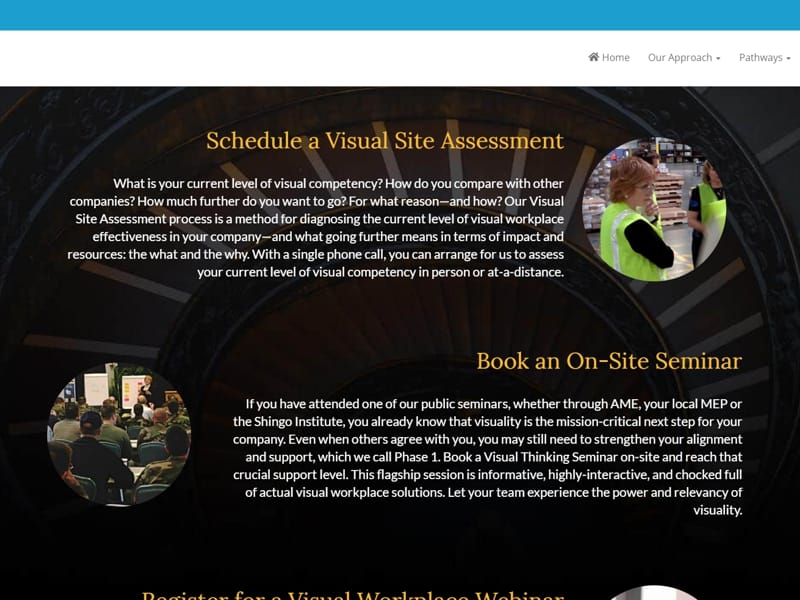 Home Our Approach Pathways
Schedule a Visual Site Assessment
What is your current level of visual competency? How do you compare with other
companies? How much further do you want to go? For what reason—and how? Our Visual
Site Assessment process is a method for diagnosing the current level of visual workplace
effectiveness in your company—and what going further means in terms of impact and
resources: the what and the why. With a single phone call, you can arrange for us to assess
your current level of visual competency in person or at-a-distance.
Book an On-Site Seminar
If you have attended one of our public seminars, whether through AME, your local MEP or
the Shingo Institute, you already know that visuality is the mission-critical next step for your
company. Even when others agree with you, you may still need to strengthen your alignment
and support, which we call Phase 1. Book a Visual Thinking Seminar on-site and reach that
crucial support level. This flagship session is informative, highly-interactive, and chocked full
of actual visual workplace solutions. Let your team experience the power and relevancy of
visuality.
Register for a Visual Workplace Webinar